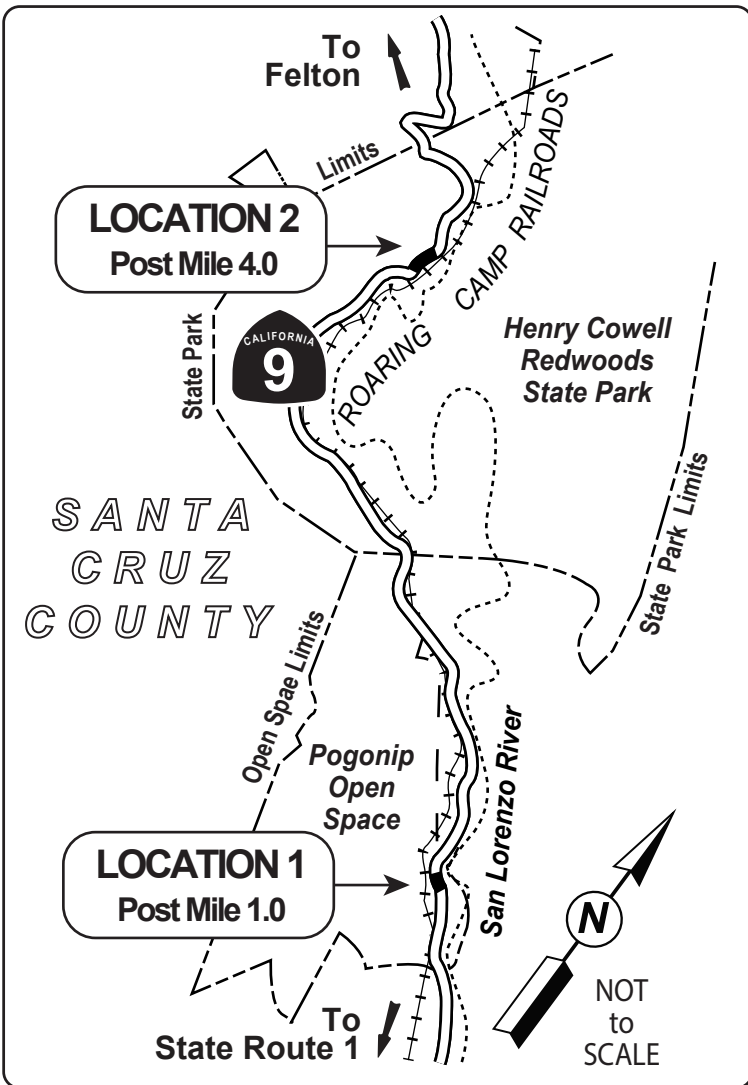 To
Felton
Limits
LOCATION 2
Post Mile 4.0
ROARING CAMP RAILROADS
State Park
CALIFORNIA
9
Henry Cowell
Redwoods
State Park
SANTA
CRUZ
COUNTY
State Park Limits
Open Spae Limits
Pogonip
Open
Space
San Lorenzo River
LOCATION 1
Post Mile 1.0
N
NOT
to
SCALE
To
State Route 1